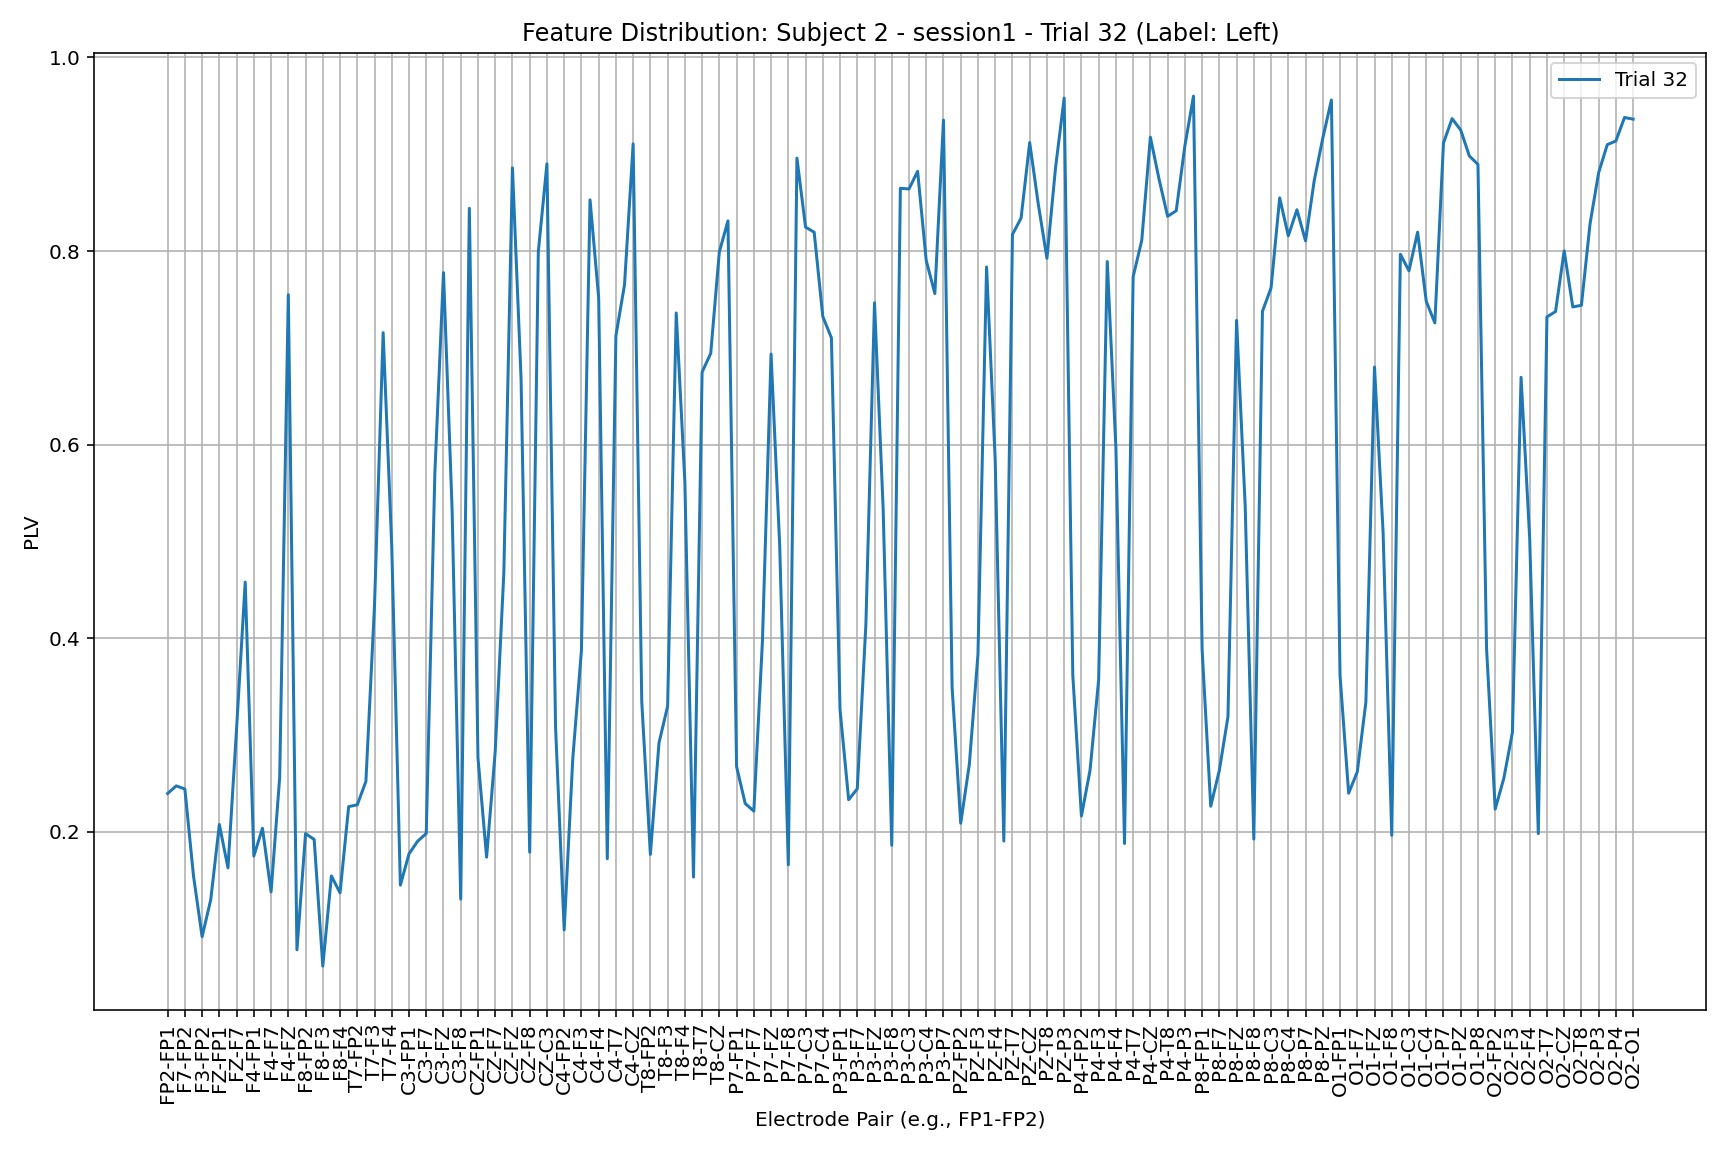 Feature Distribution: Subject 2 - session1 - Trial 32 (Label: Left)
Trial 32
1.0
0.8
0.6
0.4
0.2
PLV
FP2-FP1
F7-FP2
F3-FP2
FZ-FP1
FZ-F7
F4-FP1
F4-F7
F4-FZ
F8-FP2
F8-F3
F8-F4
T7-FP2
T7-F3
T7-F4
C3-FP1
C3-F7
C3-FZ
C3-F8
CZ-FP1
CZ-F7
CZ-FZ
CZ-F8
CZ-C3
C4-FP2
C4-F3
C4-F4
C4-T7
C4-CZ
T8-FP2
T8-F3
T8-F4
T8-T7
T8-CZ
P7-FP1
P7-F7
P7-FZ
P7-F8
P7-C3
P7-C4
P3-FP1
P3-F7
P3-FZ
P3-F8
P3-C3
P3-C4
P3-P7
PZ-FP2
PZ-F3
PZ-F4
PZ-T7
PZ-CZ
PZ-T8
PZ-P3
P4-FP2
P4-F3
P4-F4
P4-T7
P4-CZ
P4-T8
P4-P3
P8-FP1
P8-F7
P8-FZ
P8-F8
P8-C3
P8-C4
P8-P7
P8-PZ
O1-FP1
O1-F7
O1-FZ
O1-F8
O1-C3
O1-C4
O1-P7
O1-PZ
O1-P8
O2-FP2
O2-F3
O2-F4
O2-T7
O2-CZ
O2-T8
O2-P3
O2-P4
O2-O1
Electrode Pair (e.g., FP1-FP2)